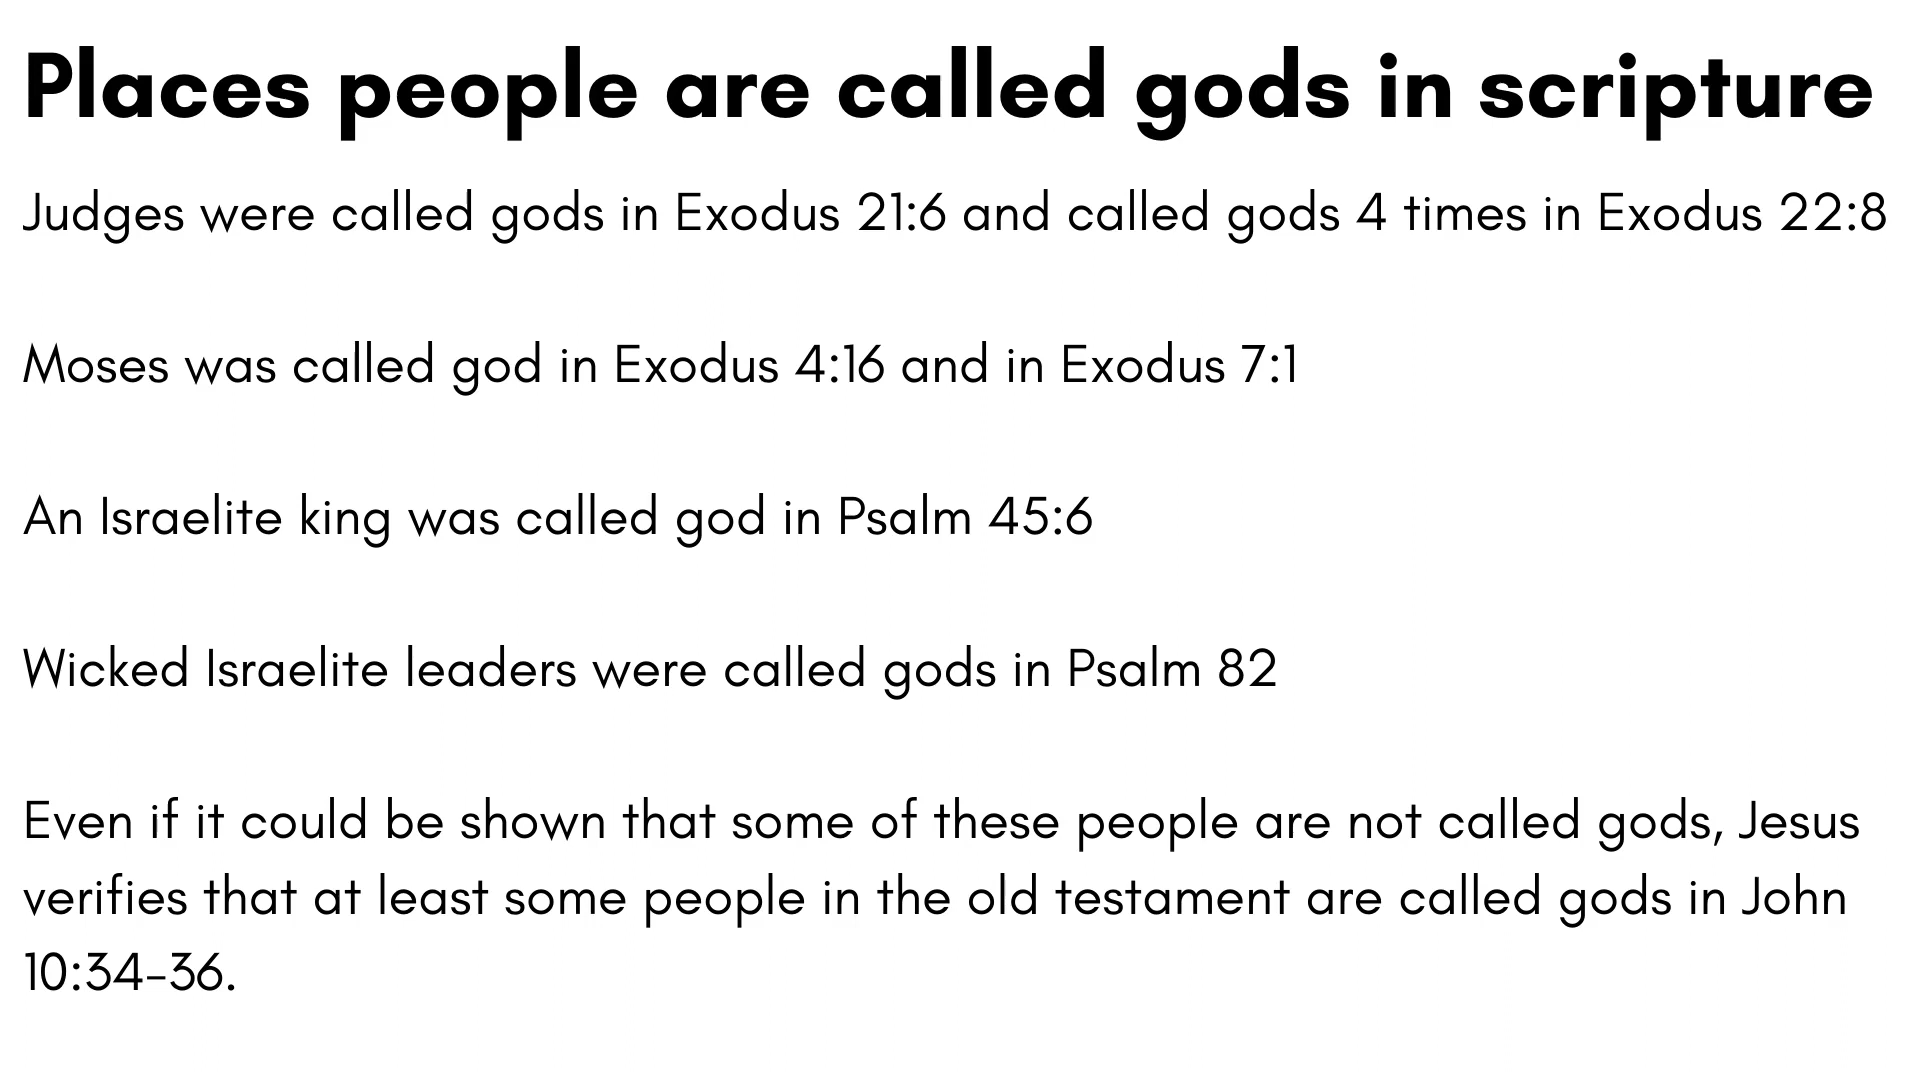 Places people are called gods in scripture
Judges were called gods in Exodus 21:6 and called gods 4 times in Exodus 22:8
Moses was called god in Exodus 4:16 and in Exodus 7:1
An Israelite king was called god in Psalm 45:6
Wicked Israelite leaders were called gods in Psalm 82
Even if it could be shown that some of these people are not called gods, Jesus
verifies that at least some people in the old testament are called gods in John
10:34-36.